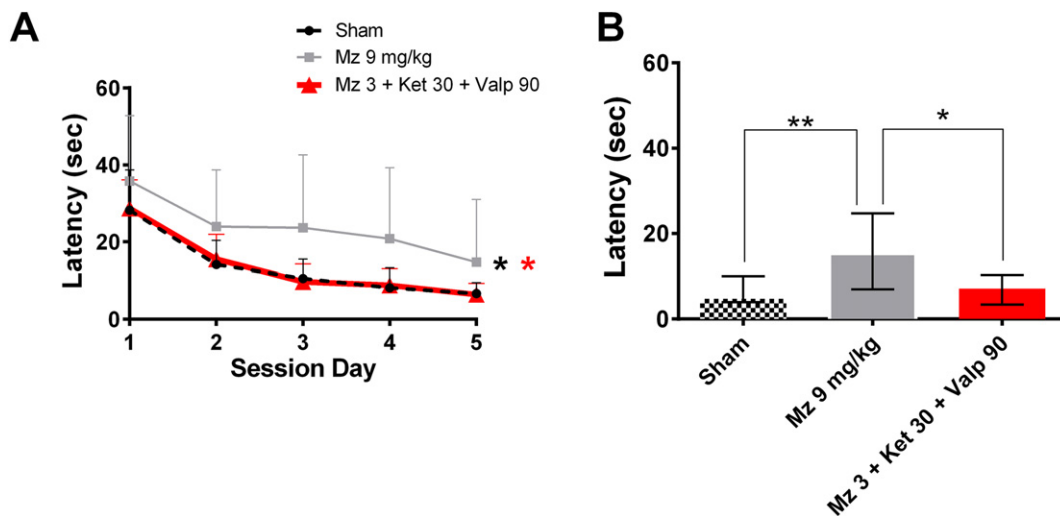 A
Sham
Mz 9 mg/kg
Mz 3 + Ket 30 + Valp 90
Latency (sec)
60
40
20
0
* *
1 2 3 4 5
Session Day
B
Latency (sec)
60
40
20
0
** *
Sham
Mz 9 mg/kg
Mz 3 + Ket 30 + Valp 90